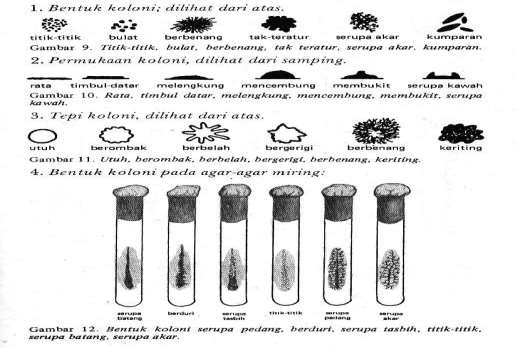 1. Bentuk koloni; dilihat dari atas.
titik-titik bulat berbenang tak-teratur serupa akar kumparan
Gambar 9. Titik-titik, bulat, berbenang, tak teratur, serupa akar, kumparan.
2. Permukaan koloni, dilihat dari samping.
rata timbul-datar melengkung mencembung membukit serupa kawah
Gambar 10. Rata, timbul datar, melengkung, mencembung, membukit, serupa
kawah.
3. Tepi koloni, dilihat dari atas.
utuh berombak berbelah bergerigi berbenang keriting
Gambar 11. Utuh, berombak, berbelah, bergerigi, berbenang, keriting.
4. Bentuk koloni pada agar-agar miring:
serupa berduri serupa titik-titik serupa serupa
batang tasbih pedang akar
Gambar 12. Bentuk koloni serupa pedang, berduri, serupa tasbih, titik-titik,
serupa batang, serupa akar.